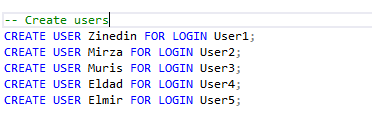 -- Create users
CREATE USER Zinedin FOR LOGIN User1;
CREATE USER Mirza FOR LOGIN User2;
CREATE USER Muris FOR LOGIN User3;
CREATE USER Eldad FOR LOGIN User4;
CREATE USER Elmir FOR LOGIN User5;